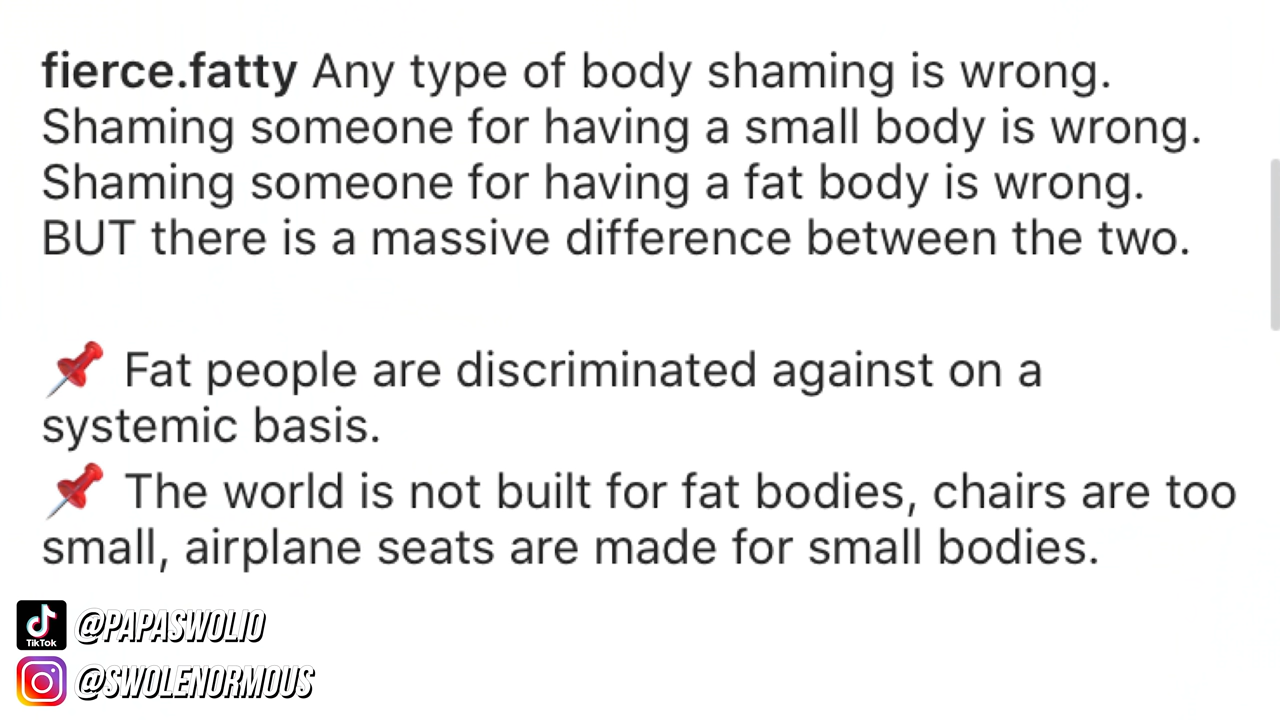 fierce.fatty Any type of body shaming is wrong.
Shaming someone for having a small body is wrong.
Shaming someone for having a fat body is wrong.
BUT there is a massive difference between the two.
📌 Fat people are discriminated against on a
systemic basis.
📌 The world is not built for fat bodies, chairs are too
small, airplane seats are made for small bodies.
TikTok @PAPASWOLIO
@SWOLENORMOUS